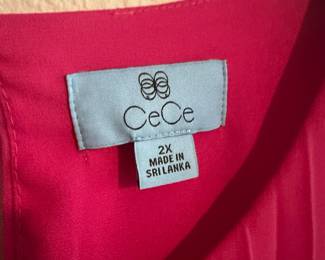 CeCe
2X
MADE IN
SRI LANKA